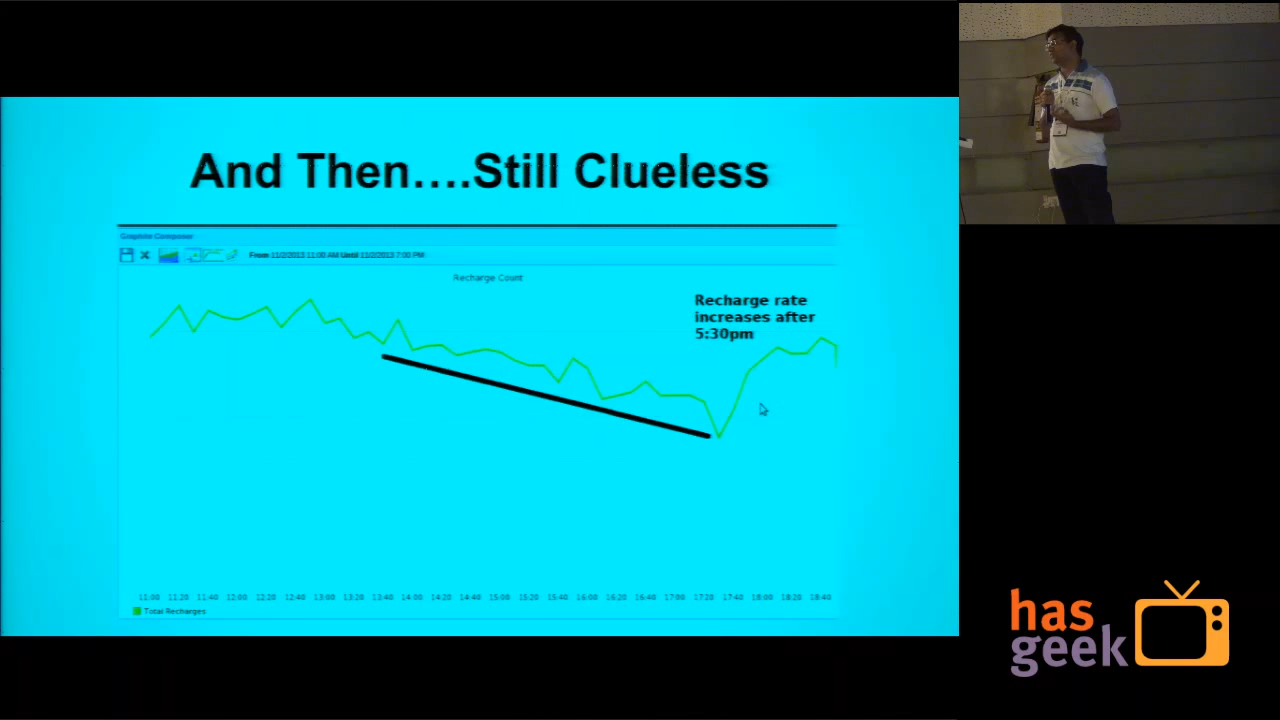 And Then….Still Clueless
Graphite Composer
From 11/2/2013 11:00 AM Until 11/2/2013 7:00 PM
Recharge Count
Recharge rate
increases after
5:30pm
11:00 11:20 11:40 12:00 12:20 12:40 13:00 13:20 13:40 14:00 14:20 14:40 15:00 15:20 15:40 16:00 16:20 16:40 17:00 17:20 17:40 18:00 18:20 18:40
Total Recharges
has
geek